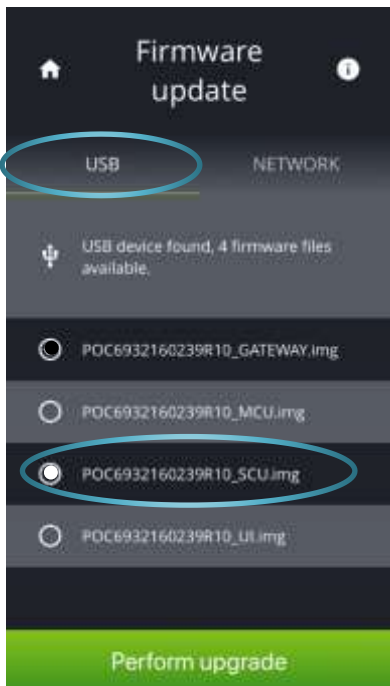 Firmware
update
USB
NETWORK
USB device found, 4 firmware files
available.
POC6932160239R10_GATEWAY.img
POC6932160239R10_MCU.img
POC6932160239R10_SCU.img
POC6932160239R10_UI.img
Perform upgrade